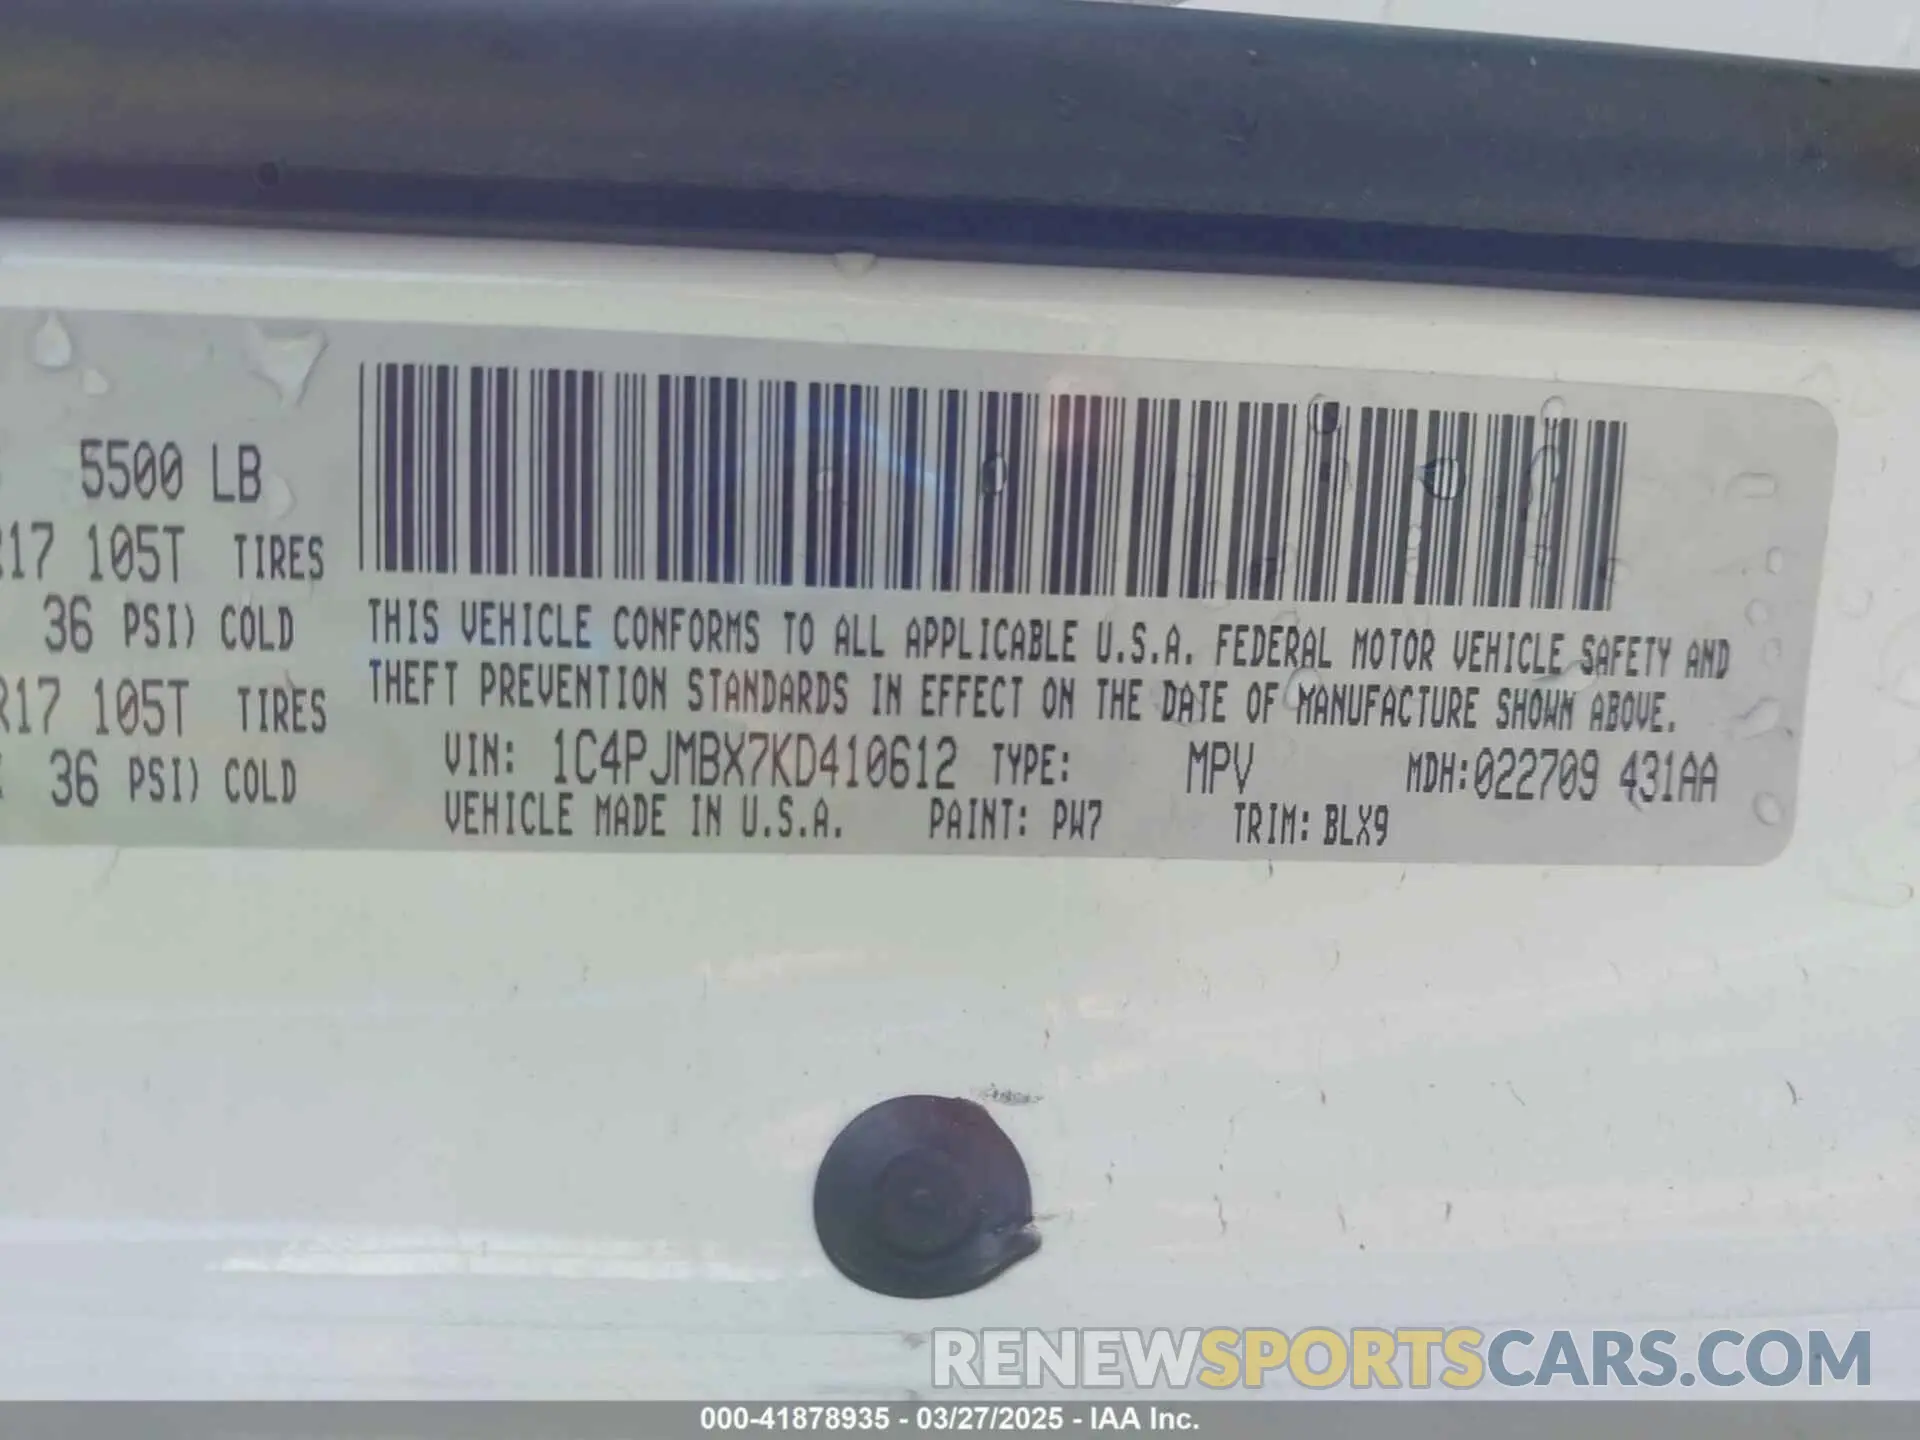 5500 LB
R17 105T TIRES
36 PSI) COLD
R17 105T TIRES
36 PSI) COLD
THIS VEHICLE CONFORMS TO ALL APPLICABLE U.S.A. FEDERAL MOTOR VEHICLE SAFETY AND
THEFT PREVENTION STANDARDS IN EFFECT ON THE DATE OF MANUFACTURE SHOWN ABOVE.
VIN: 1C4PJMBX7KD410612 TYPE: MPV MDH:022709 431AA
VEHICLE MADE IN U.S.A. PAINT: PW7 TRIM: BLX9
RENEWSPORTSCARS.COM
000-41878935 - 03/27/2025 - IAA Inc.